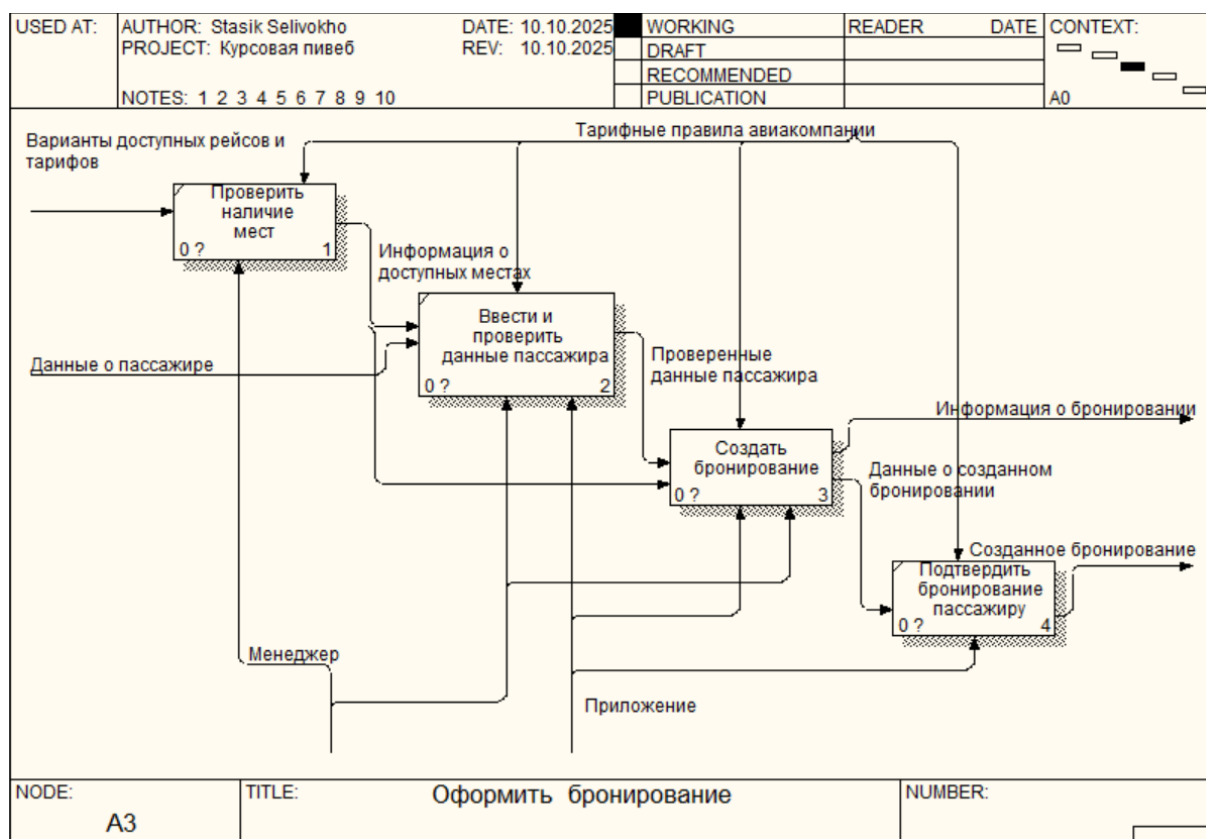 USED AT:
AUTHOR: Stasik Selivokho
DATE: 10.10.2025
PROJECT: Курсовая пивеб
REV: 10.10.2025
NOTES: 1 2 3 4 5 6 7 8 9 10
WORKING
DRAFT
RECOMMENDED
PUBLICATION
READER
DATE
CONTEXT:
A0
Тарифные правила авиакомпании
Варианты доступных рейсов и
тарифов
Проверить
наличие
мест
0 ?
1
Информация о
доступных местах
Ввести и
проверить
данные пассажира
0 ?
2
Данные о пассажире
Проверенные
данные пассажира
Информация о бронировании
Создать
бронирование
0 ?
3
Данные о созданном
бронировании
Созданное бронирование
Подтвердить
бронирование
пассажиру
0 ?
4
Менеджер
Приложение
NODE:
A3
TITLE:
Оформить бронирование
NUMBER: